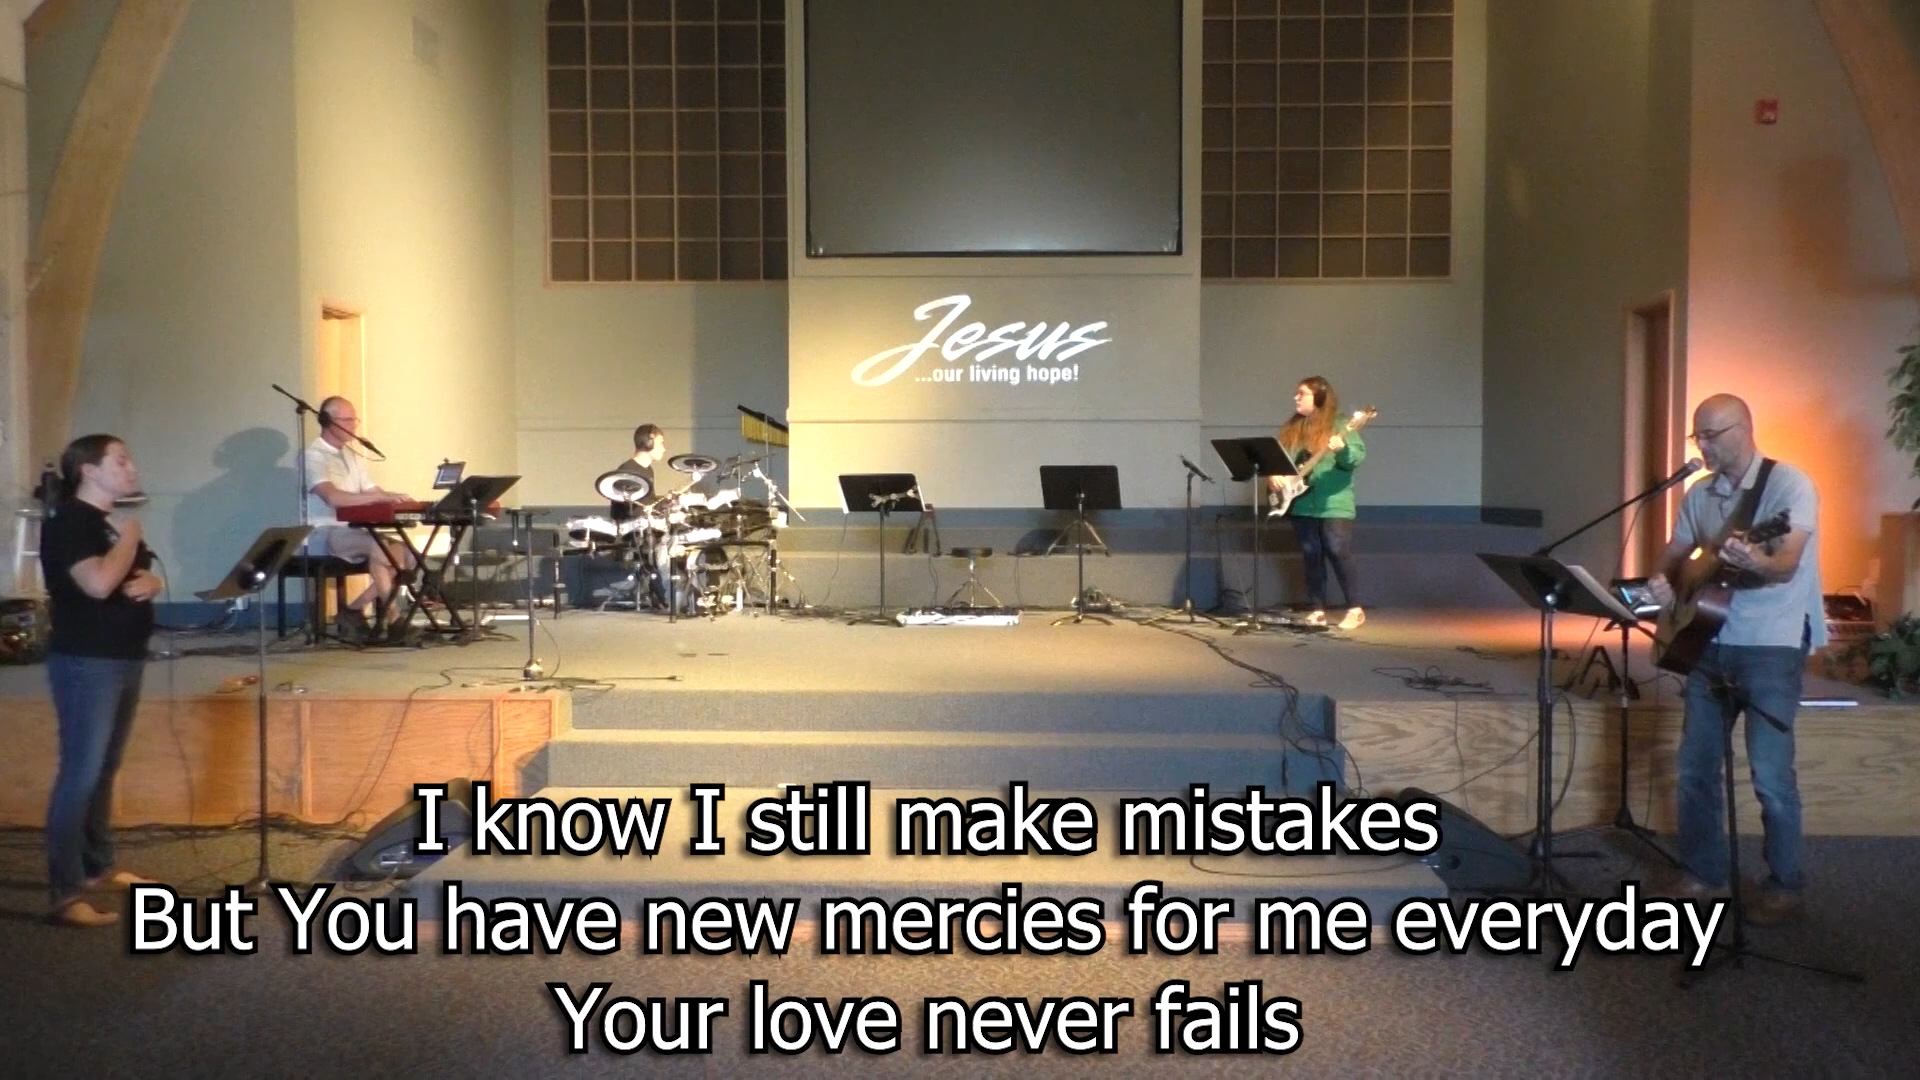 Jesus
...our living hope!
I know I still make mistakes
But You have new mercies for me everyday
Your love never fails